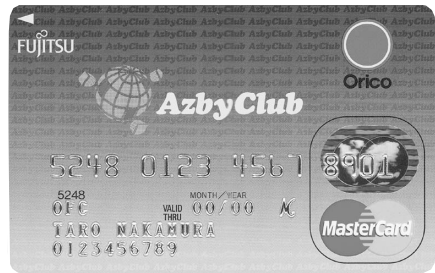 FUJITSU
Orico
AzbyClub
5248 0123 4567 8901
5248
MONTH/YEAR
OFC VALID THRU 00/00 MC
TARO NAKAMURA
0123456789
MasterCard